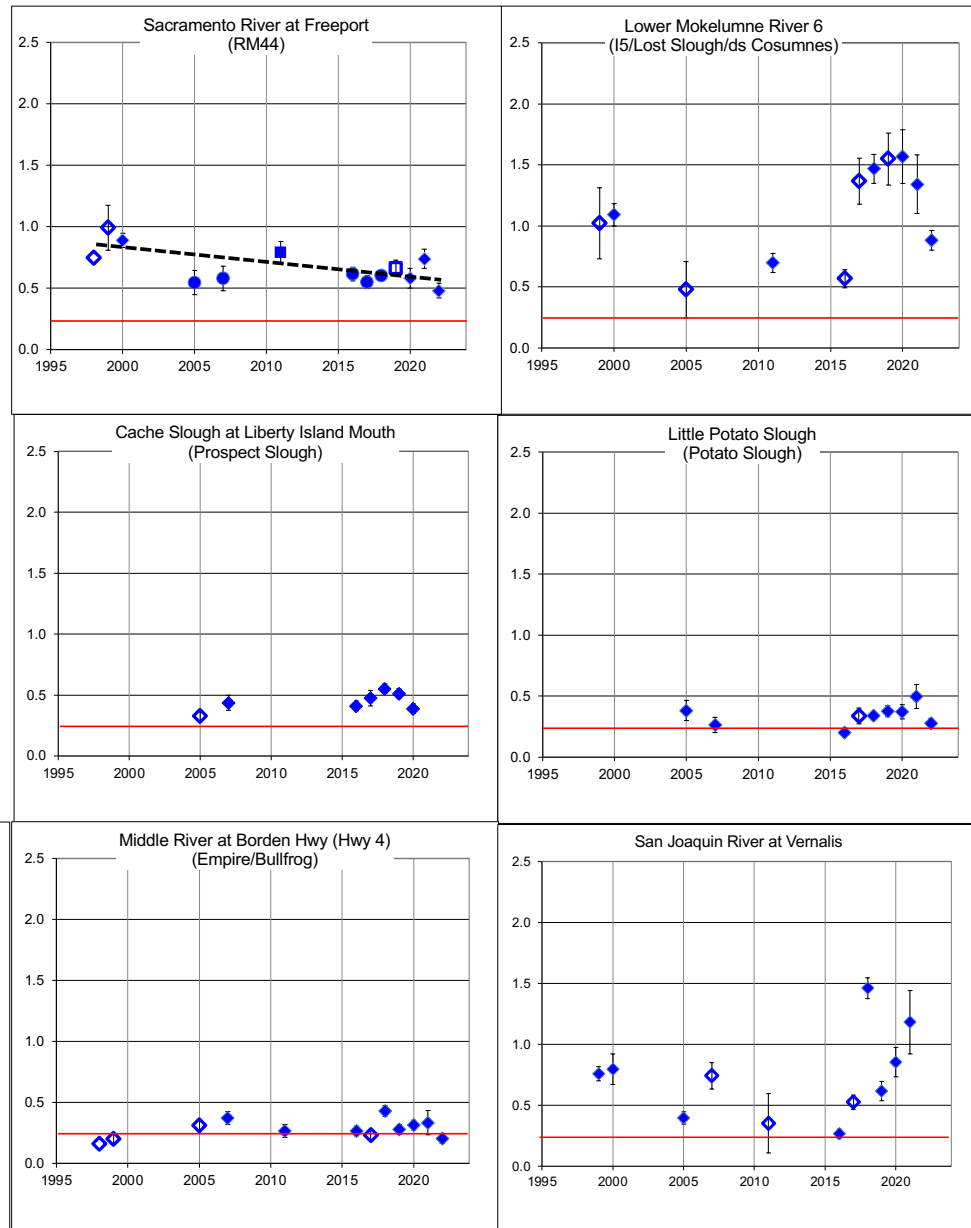 Sacramento River at Freeport
(RM44)
2.5
2.0
1.5
1.0
0.5
0.0
1995 2000 2005 2010 2015 2020
Lower Mokelumne River 6
(I5/Lost Slough/ds Cosumnes)
2.5
2.0
1.5
1.0
0.5
0.0
1995 2000 2005 2010 2015 2020
Cache Slough at Liberty Island Mouth
(Prospect Slough)
2.5
2.0
1.5
1.0
0.5
0.0
1995 2000 2005 2010 2015 2020
Little Potato Slough
(Potato Slough)
2.5
2.0
1.5
1.0
0.5
0.0
1995 2000 2005 2010 2015 2020
Middle River at Borden Hwy (Hwy 4)
(Empire/Bullfrog)
2.5
2.0
1.5
1.0
0.5
0.0
1995 2000 2005 2010 2015 2020
San Joaquin River at Vernalis
2.5
2.0
1.5
1.0
0.5
0.0
1995 2000 2005 2010 2015 2020